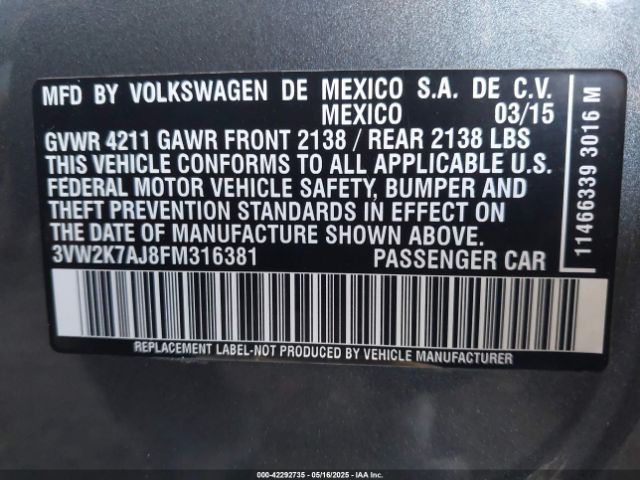 MFD BY VOLKSWAGEN DE MEXICO S.A. DE C.V.
MEXICO 03/15
GVWR 4211 GAWR FRONT 2138 / REAR 2138 LBS
THIS VEHICLE CONFORMS TO ALL APPLICABLE U.S.
FEDERAL MOTOR VEHICLE SAFETY, BUMPER AND
THEFT PREVENTION STANDARDS IN EFFECT ON
THE DATE OF MANUFACTURE SHOWN ABOVE.
3VW2K7AJ8FM316381 PASSENGER CAR
REPLACEMENT LABEL-NOT PRODUCED BY VEHICLE MANUFACTURER
11466339 3016 M
000-42292735 - 05/16/2025 - IAAI.COM